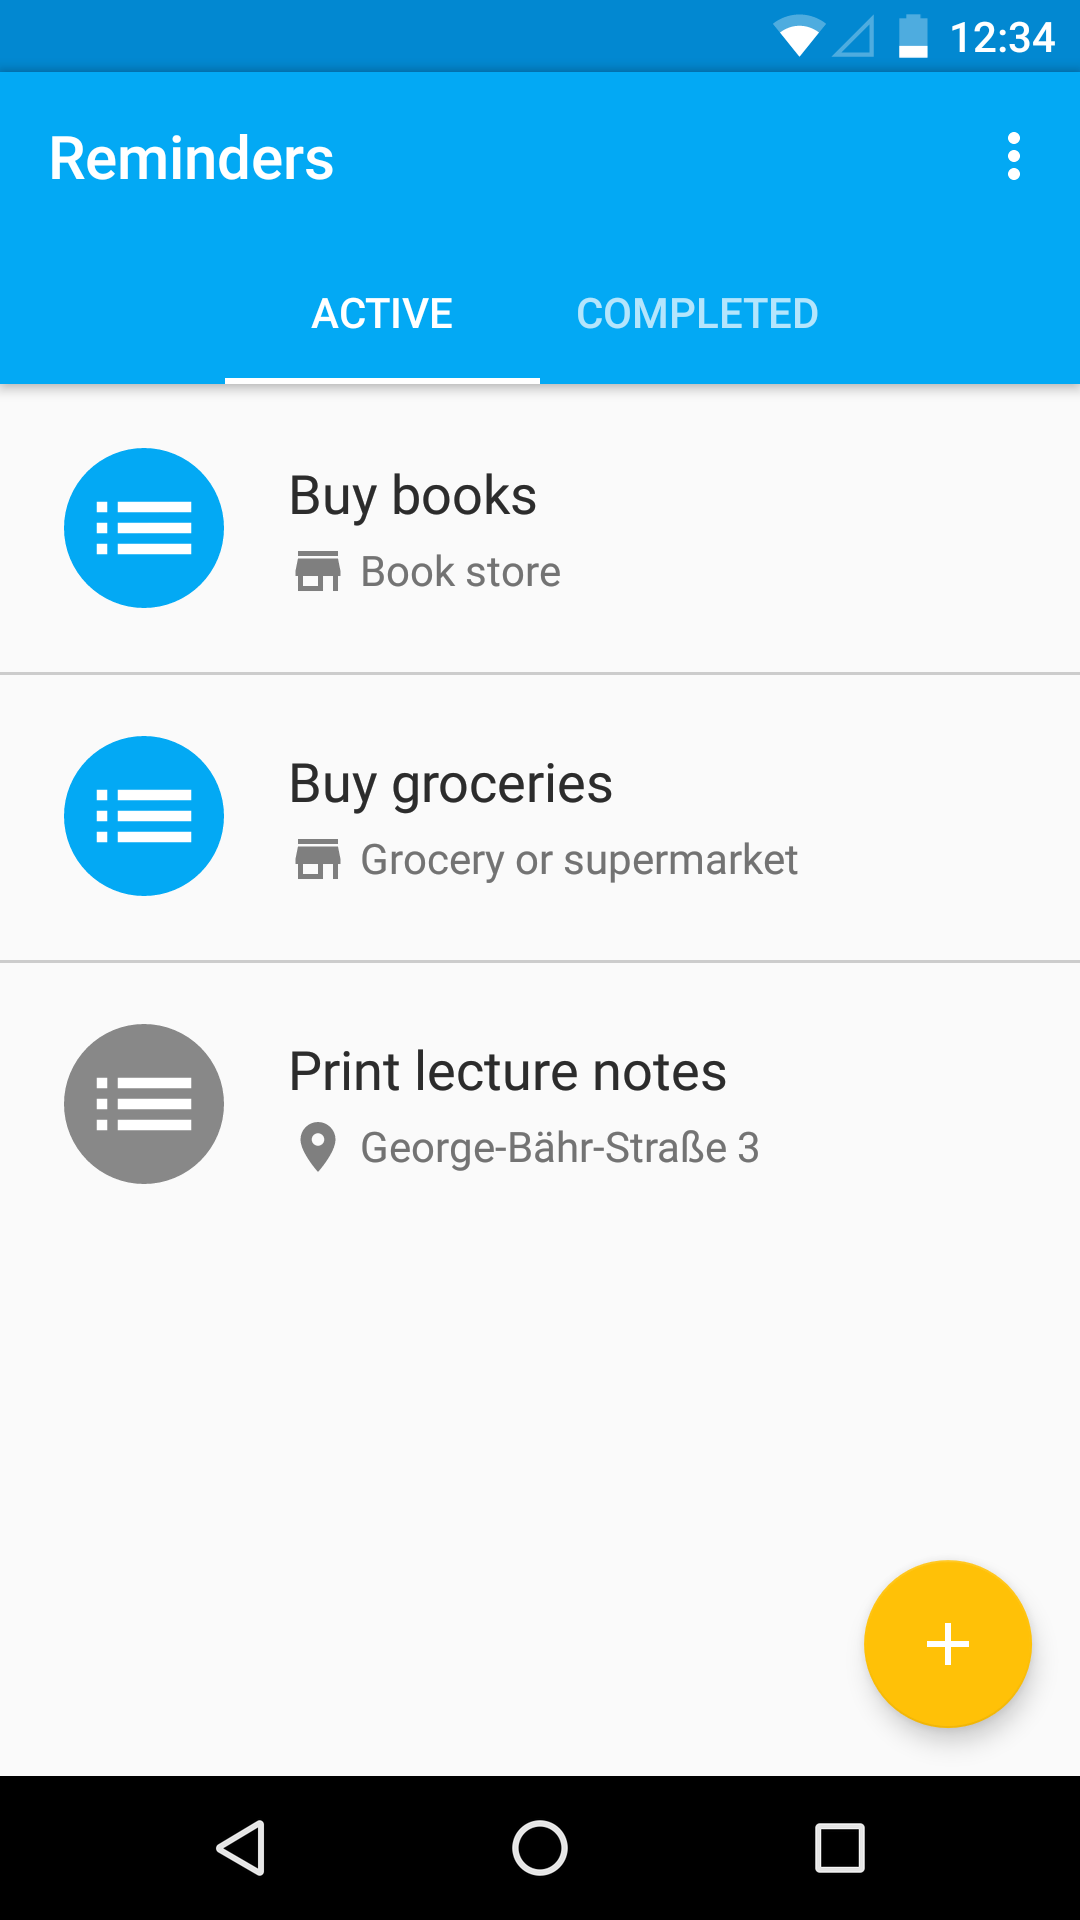 12:34
Reminders
ACTIVE COMPLETED
Buy books
Book store
Buy groceries
Grocery or supermarket
Print lecture notes
George-Bähr-Straße 3